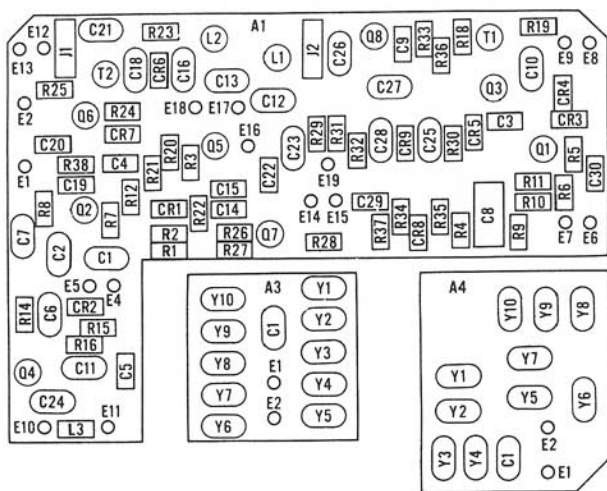 C21 R23 A1 Q8 T1 R19
E12 J1 L2 J2 C26 C9 R33 R36 R18 E9 E8
E13 L1
T2 C18 CR6 C16 C13 C27 Q3 C10 CR4
R25 C12
E2 Q6 R24 E18 E17 CR3
CR7 Q5 E16 C23 R29 R31 R32 C28 CR9 C25 R30 CR5 C3
C20 R20 Q1 R5
E1 R38 C4 R21 R3 C22 E19 C30
C19 R12 C15 R11 R6
R8 Q2 R7 CR1 R22 C14 E14 E15 C29 R34 R35 C8 R10
C7 C2 R2 R26 Q7 R28 R37 CR8 R4 R9 E7 E6
C1 R1 R27
E5 E4
R14 C6 CR2
R15
R16
Q4 C11 C5
C24
E10 L3 E11
A3
Y10 Y1
C1 Y2
Y9
Y8 E1 Y3
Y7 E2 Y4
Y6 Y5
A4
Y10 Y9 Y8
Y7
Y1
Y5 Y6
Y2
E2
Y3 Y4 C1 E1